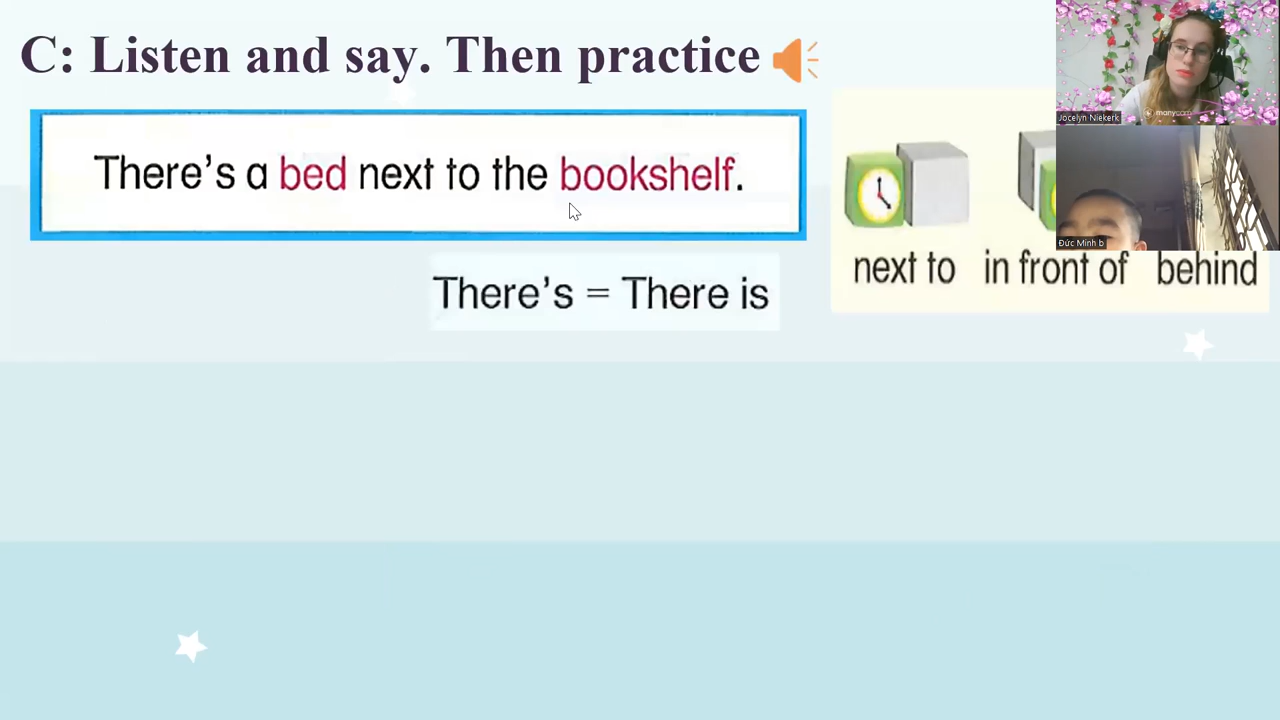 C: Listen and say. Then practice
There's a bed next to the bookshelf.
There's = There is
next to in front of behind
Jocelyn Niekerk
manycam
Đức Minh b